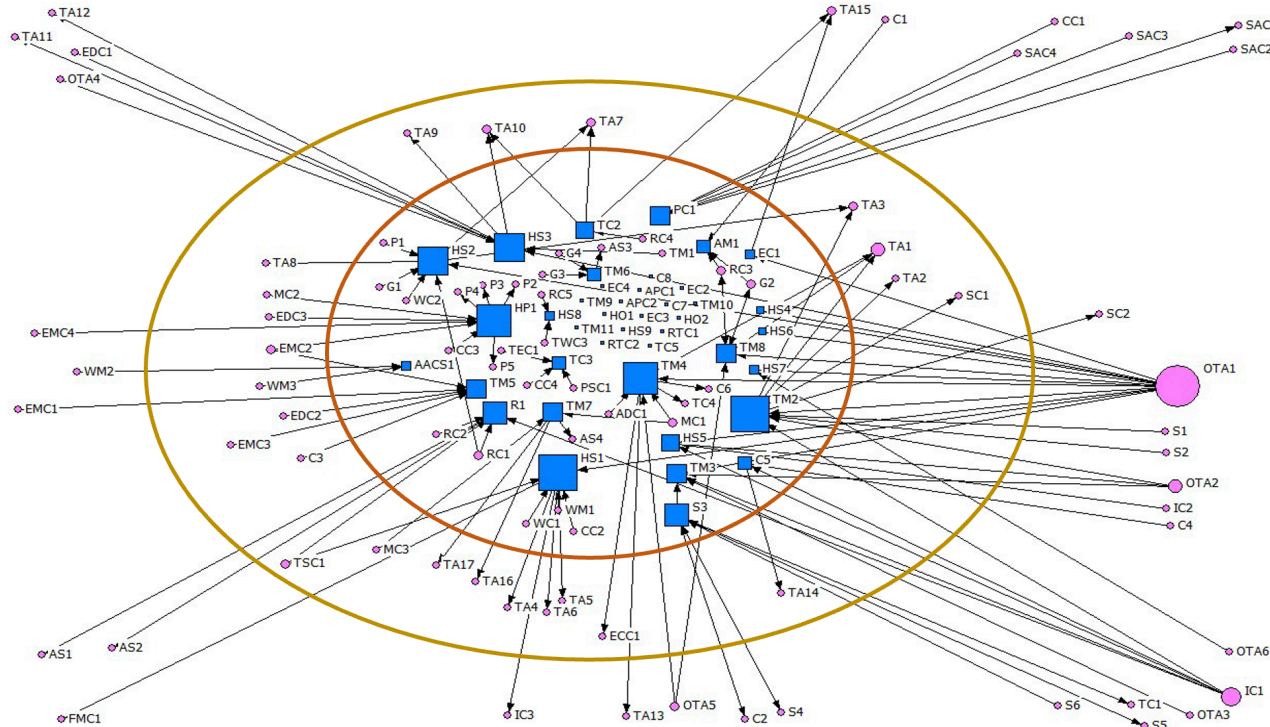 TA12
TA15
C1
CC1
SAC
TA11
SAC3
EDC1
SAC4
SAC2
OTA4
TA9
TA10
TA7
PC1
TA3
TC2
RC4
P1
HS3
AS3
TM1
AM1
TA1
HS2
G4
EC1
TA8
G3
TM6
C8
RC3
TA2
G1
P4
P3
P2
EC4
APC1
EC2
G2
MC2
WC2
RC5
TM9
APC2
C7
TM10
SC1
EDC3
HP1
HS8
HO1
EC3
HO2
HS4
SC2
EMC4
TM11
HS9
RTC1
HS6
EMC2
CC3
TEC1
TWC3
RTC2
TC5
TM8
WM2
AACS1
P5
TC3
TM4
HS7
OTA1
WM3
TM5
CC4
PSC1
C6
EMC1
EDC2
R1
TM7
ADC1
TC4
TM2
RC2
MC1
S1
EMC3
AS4
HS5
S2
C3
RC1
HS1
TM3
C5
OTA2
WM1
S3
IC2
WC1
CC2
C4
MC3
TSC1
TA17
TA16
TA14
TA4
TA6
TA5
ECC1
AS1
AS2
OTA6
IC1
FMC1
IC3
TA13
OTA5
C2
S4
S6
TC1
OTA3
S5